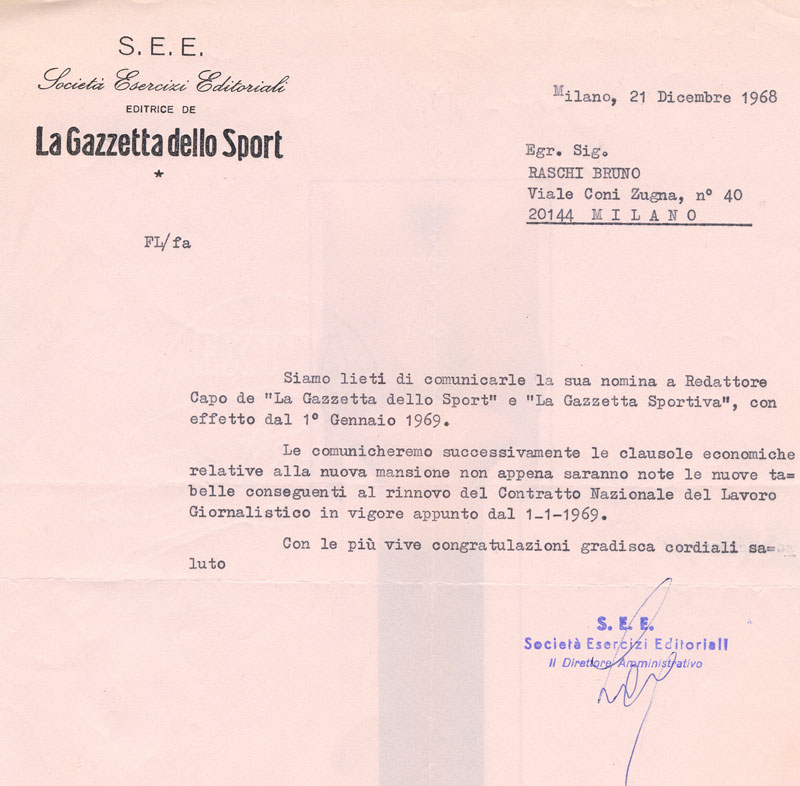 S. E. E.
Società Esercizi Editoriali
EDITRICE DE
La Gazzetta dello Sport
*
Milano, 21 Dicembre 1968
Egr. Sig.
RASCHI BRUNO
Viale Coni Zugna, n° 40
20144 M I L A N O
FL/fa
Siamo lieti di comunicarle la sua nomina a Redattore
Capo de "La Gazzetta dello Sport" e "La Gazzetta Sportiva", con
effetto dal 1° Gennaio 1969.
Le comunicheremo successivamente le clausole economiche
relative alla nuova mansione non appena saranno note le nuove ta=
belle conseguenti al rinnovo del Contratto Nazionale del Lavoro
Giornalistico in vigore appunto dal 1-1-1969.
Con le più vive congratulazioni gradisca cordiali sa=
luto
S. E. E.
Società Esercizi Editoriali
Il Direttore Amministrativo